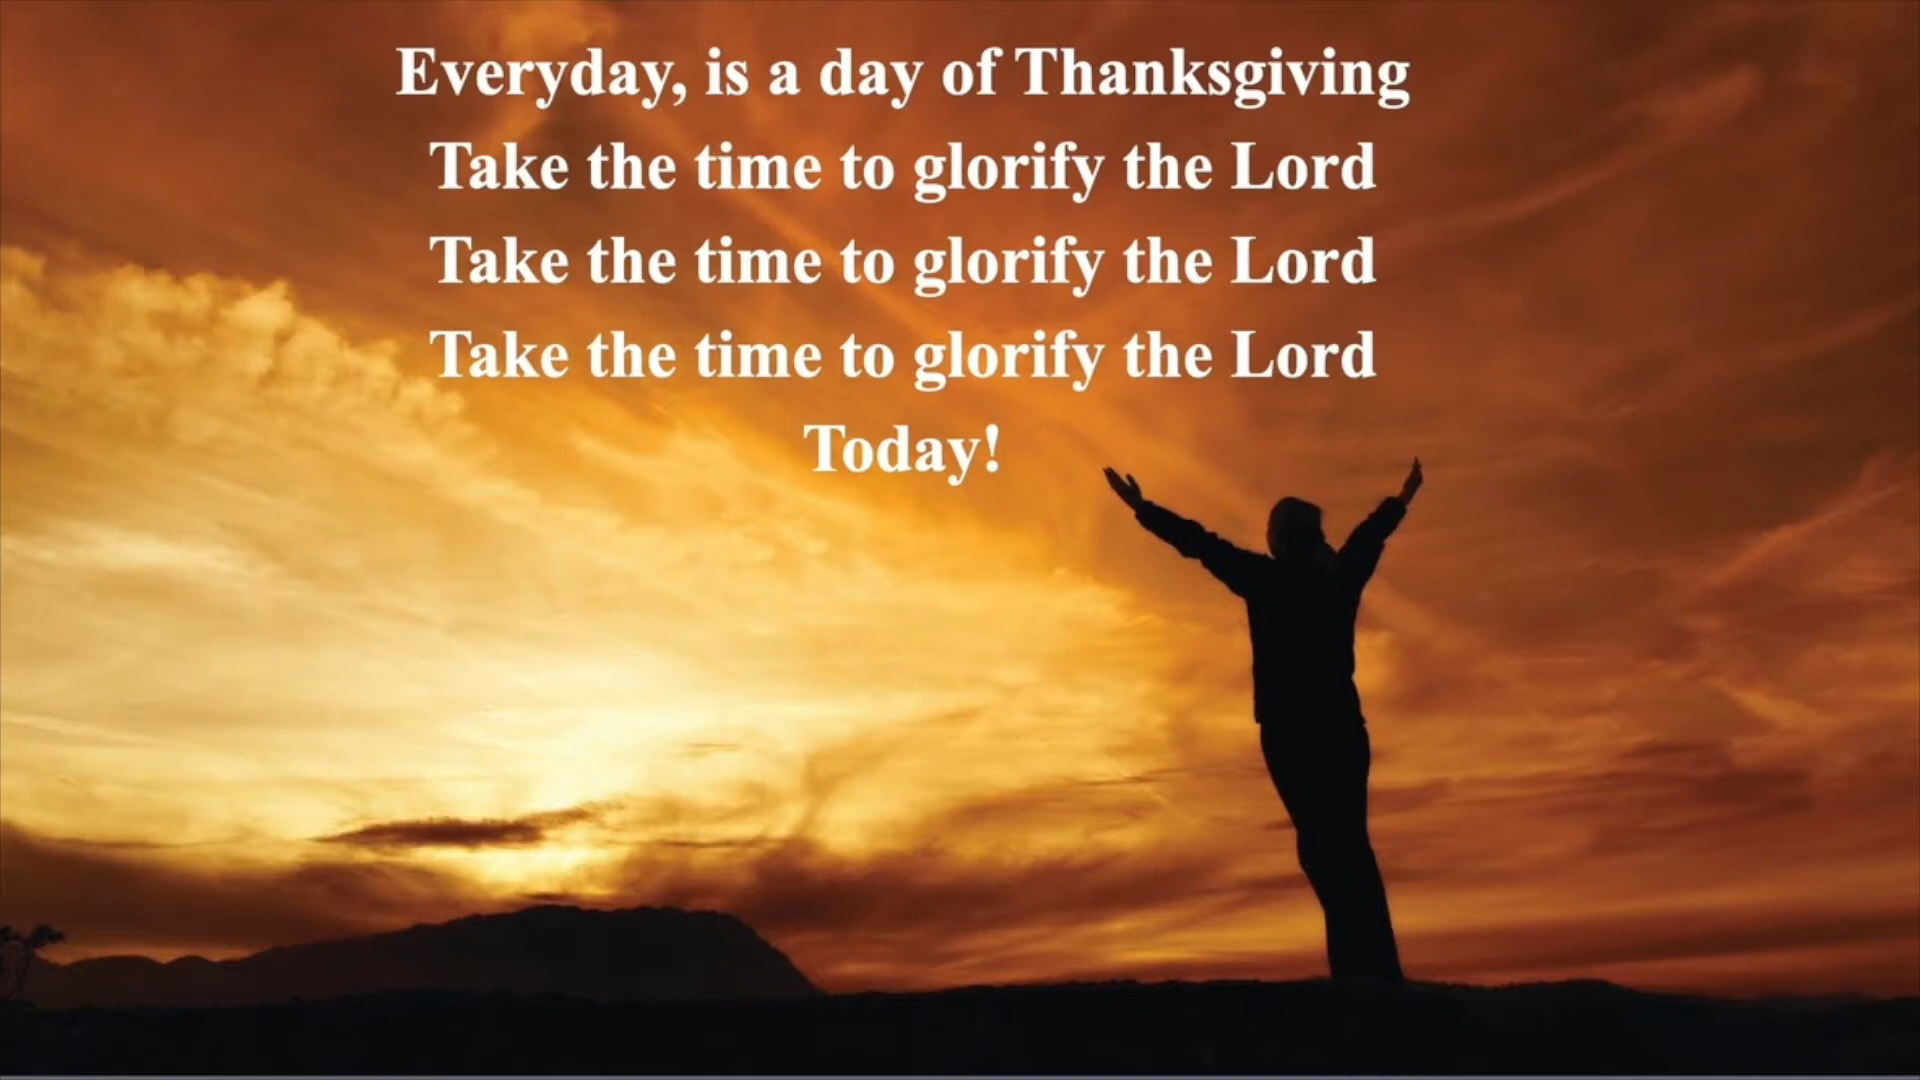 Everyday, is a day of Thanksgiving
Take the time to glorify the Lord
Take the time to glorify the Lord
Take the time to glorify the Lord
Today!